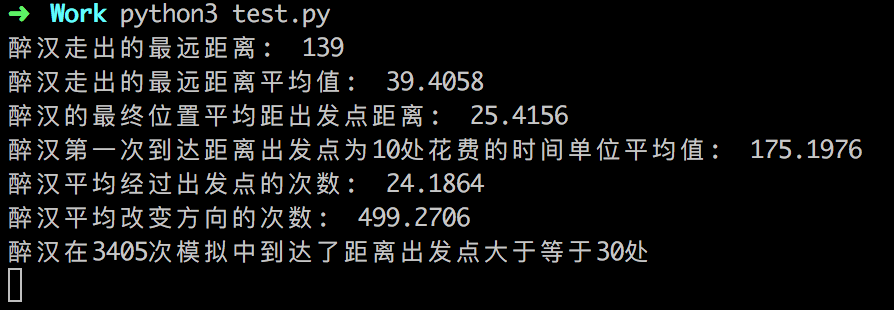 ➜ Work python3 test.py
醉汉走出的最远距离: 139
醉汉走出的最远距离平均值: 39.4058
醉汉的最终位置平均距出发点距离: 25.4156
醉汉第一次到达距离出发点为10处花费的时间单位平均值: 175.1976
醉汉平均经过出发点的次数: 24.1864
醉汉平均改变方向的次数: 499.2706
醉汉在3405次模拟中到达了距离出发点大于等于30处